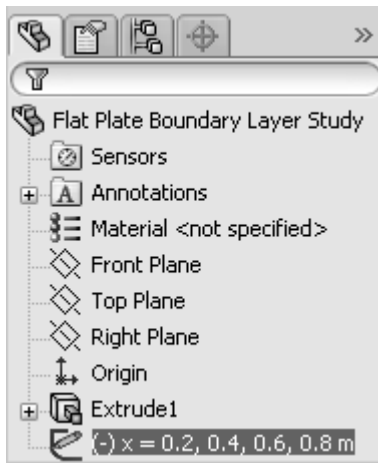 Flat Plate Boundary Layer Study
Sensors
A Annotations
Material <not specified>
Front Plane
Top Plane
Right Plane
Origin
Extrude1
(-) x = 0.2, 0.4, 0.6, 0.8 m